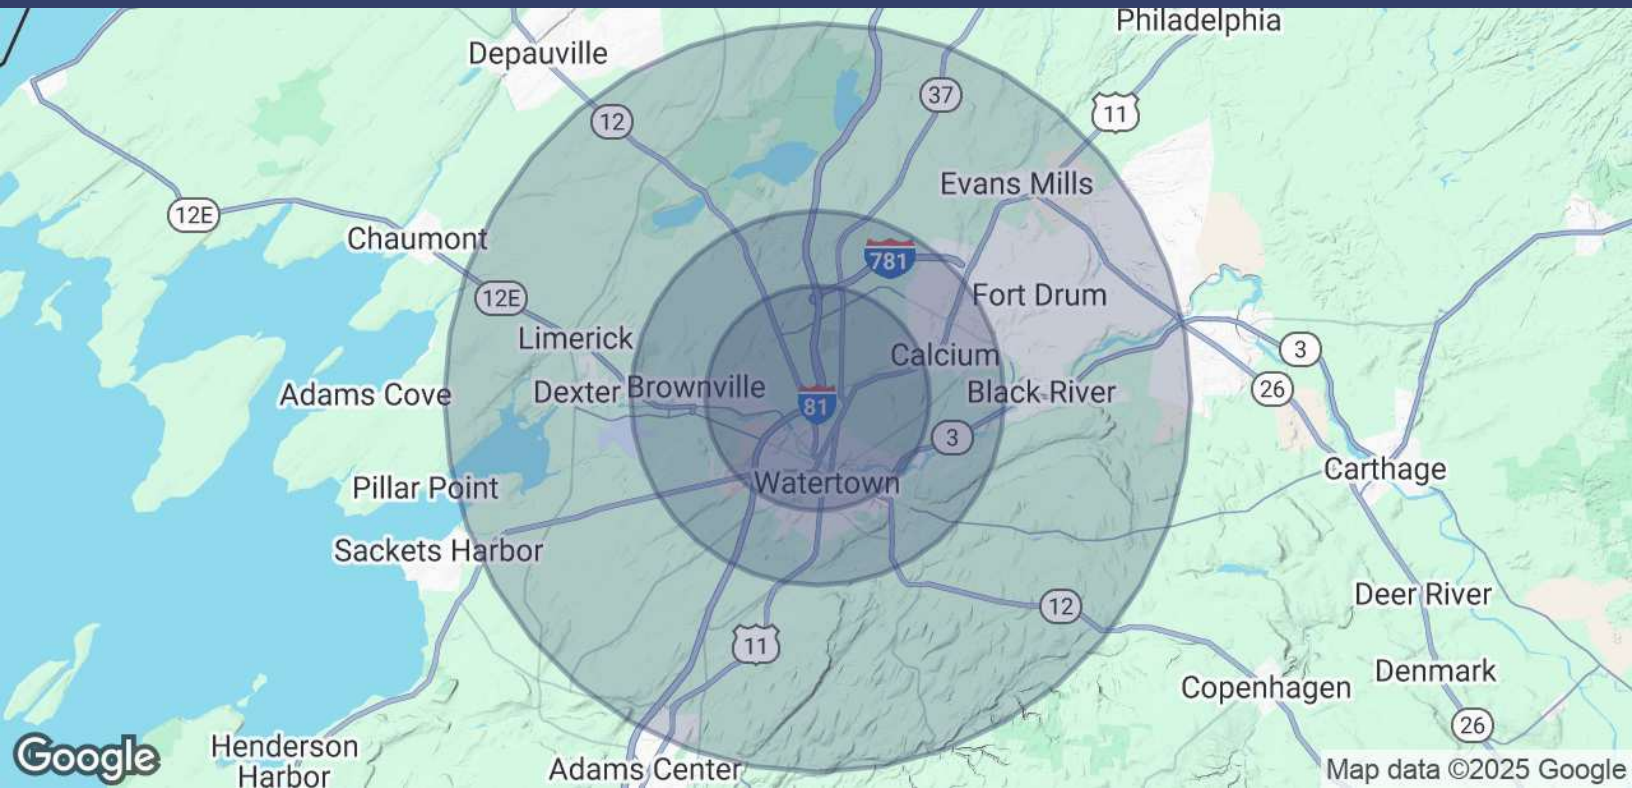 Philadelphia
Depauville
37
11
12
Evans Mills
12E
Chaumont
781
Fort Drum
12E
Limerick
Calcium
3
Adams Cove
Dexter
Brownville
Black River
26
81
3
Watertown
Carthage
Pillar Point
Sackets Harbor
Deer River
12
11
Denmark
Copenhagen
26
Henderson
Harbor
Adams Center
Google
Map data ©2025 Google